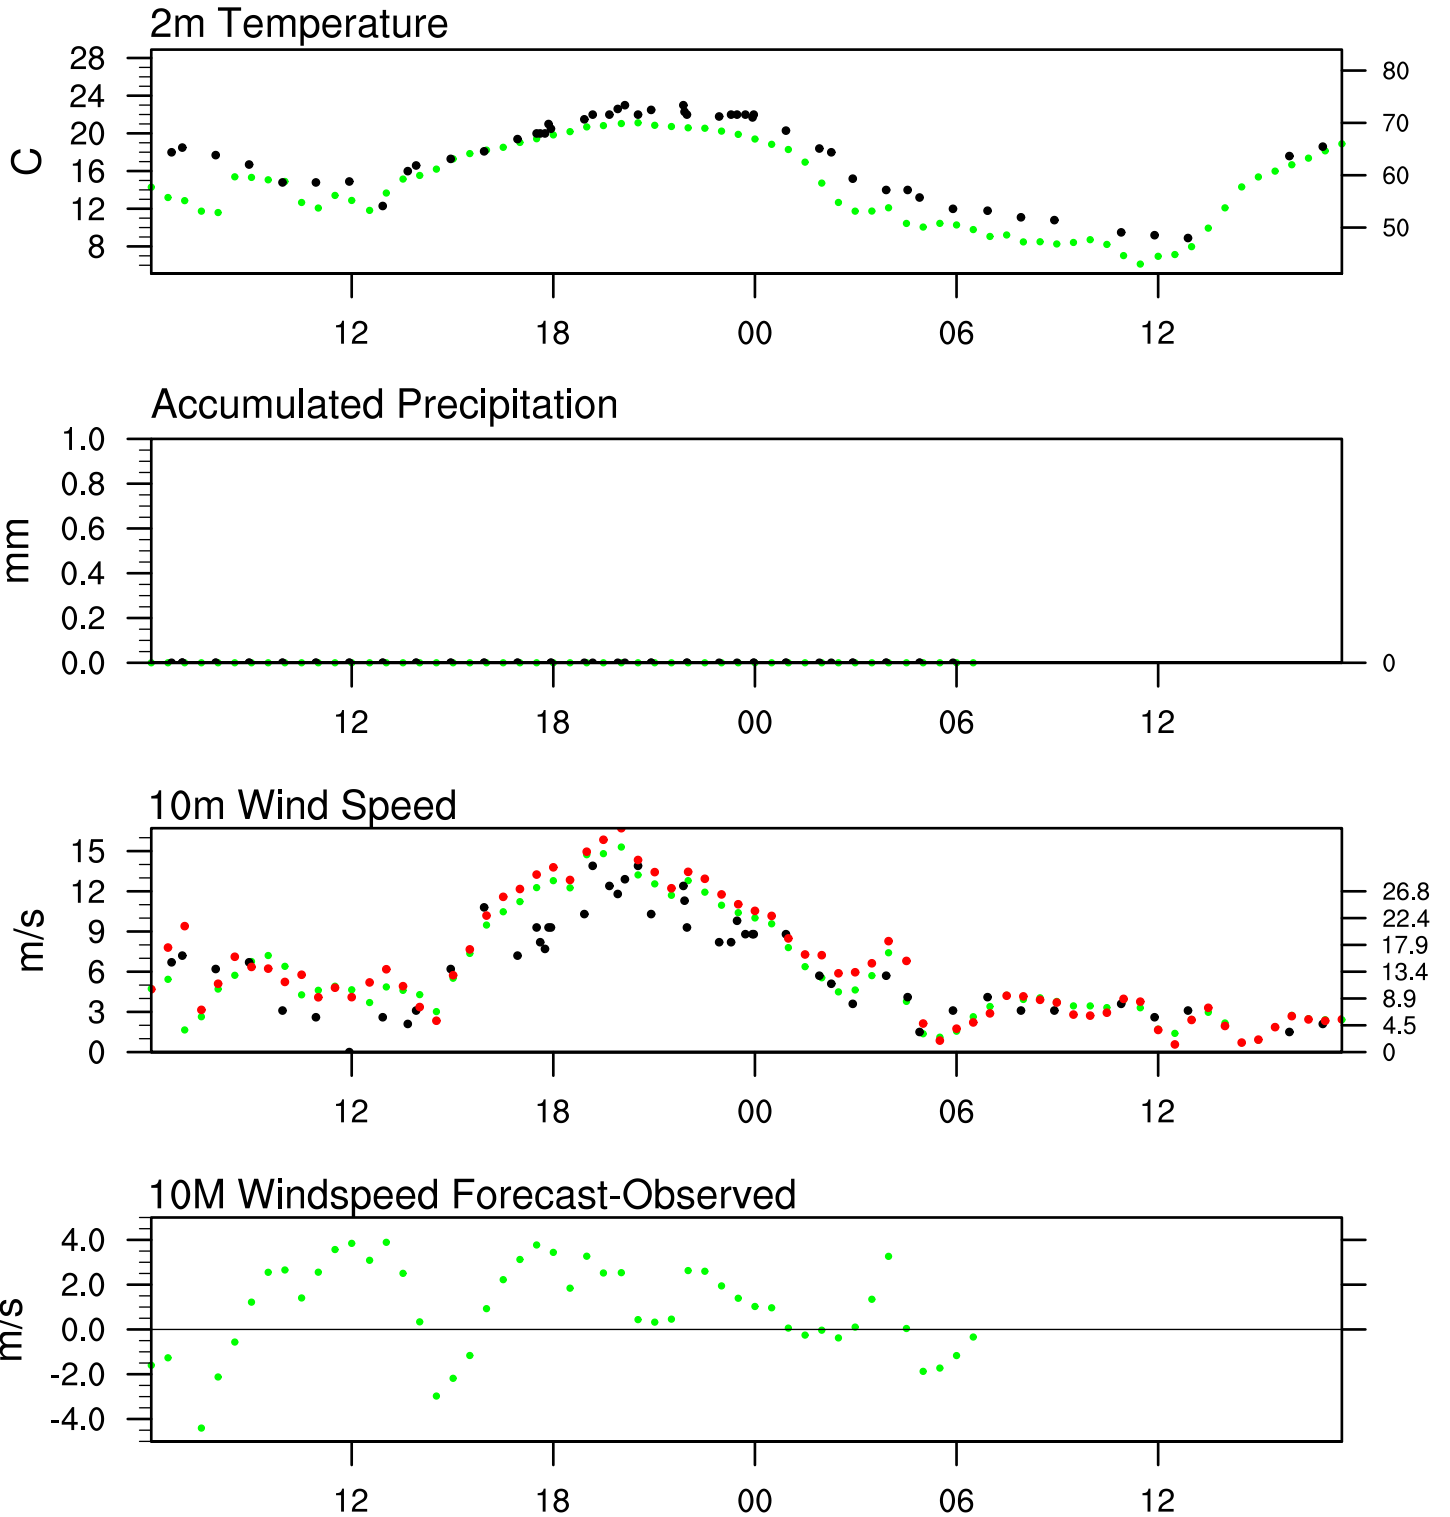 2m Temperature
28
24
20
16
12
8
C
80
70
60
50
12 18 00 06 12
Accumulated Precipitation
1.0
0.8
0.6
0.4
0.2
0.0
mm
0
12 18 00 06 12
10m Wind Speed
15
12
9
6
3
0
m/s
26.8
22.4
17.9
13.4
8.9
4.5
0
12 18 00 06 12
10M Windspeed Forecast-Observed
4.0
2.0
0.0
-2.0
-4.0
m/s
12 18 00 06 12